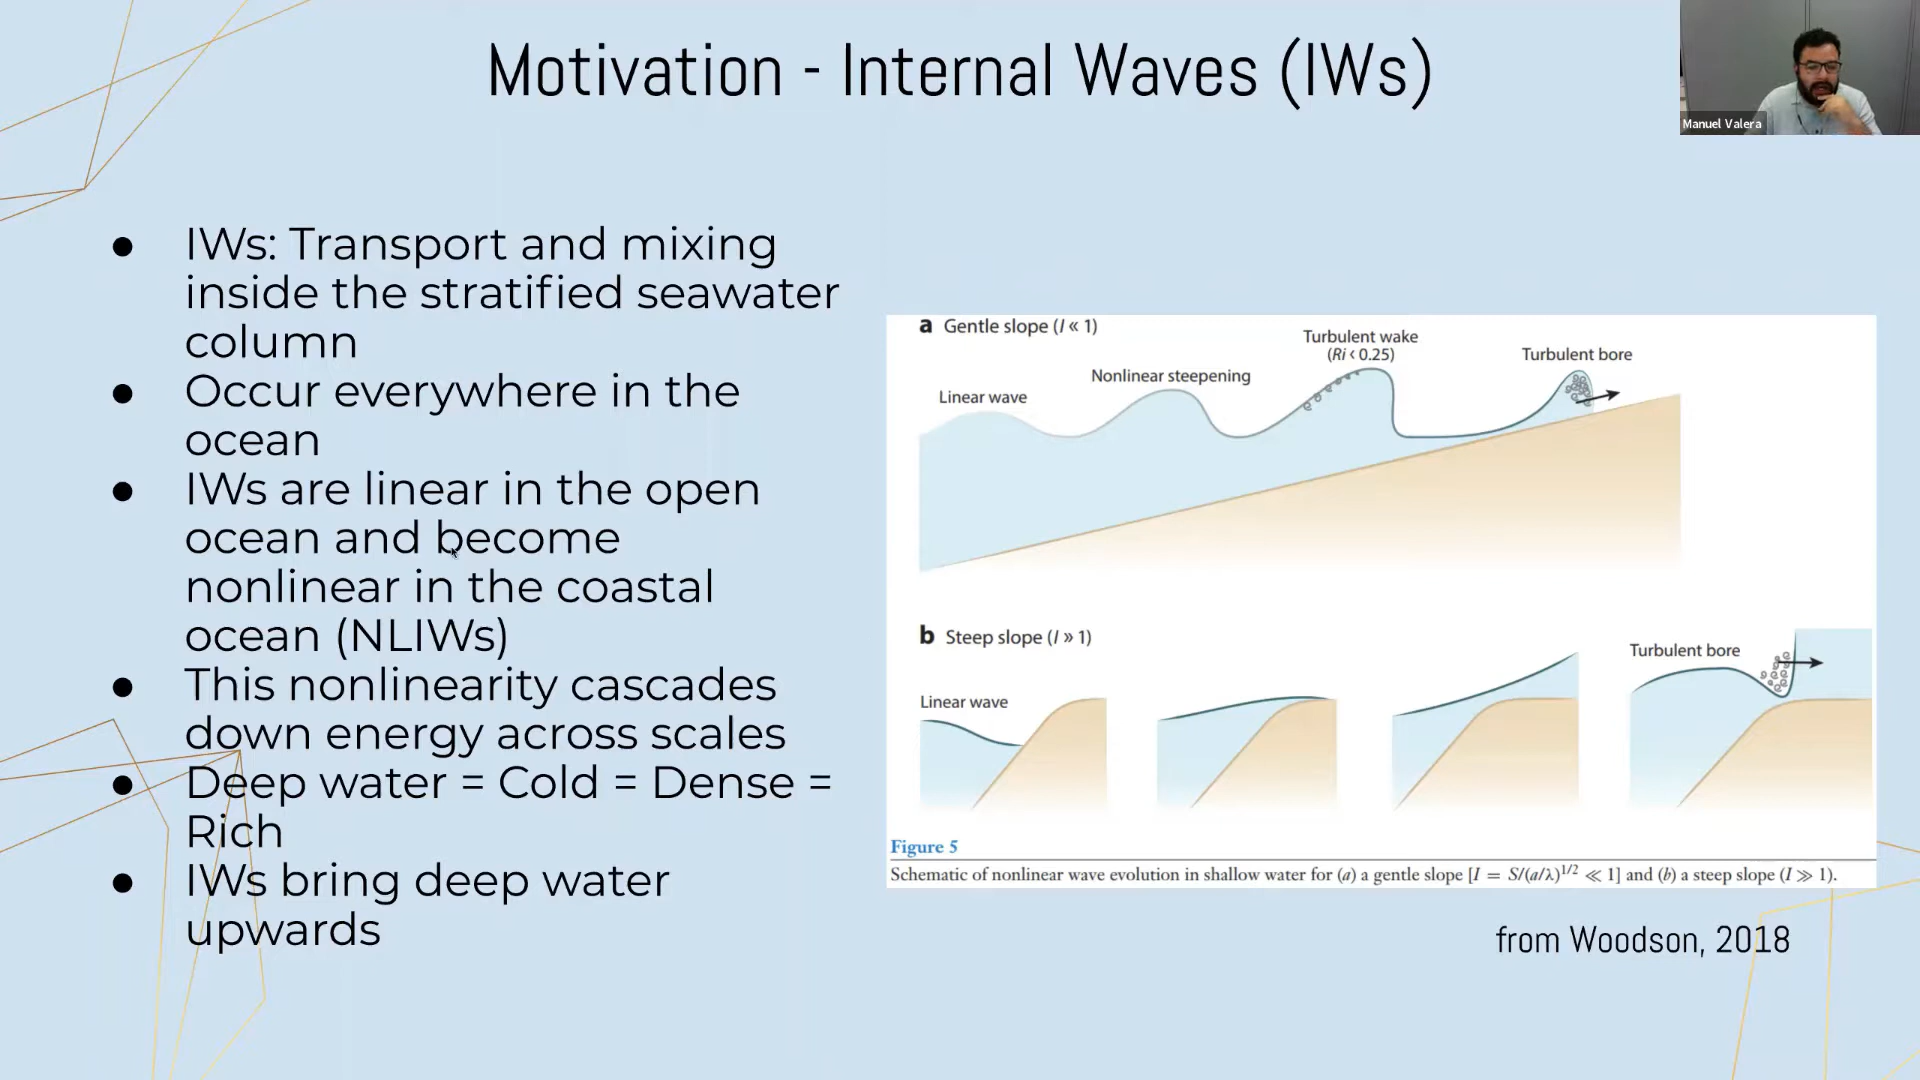 Motivation - Internal Waves (IWs)
Manuel Valera
● IWs: Transport and mixing
inside the stratified seawater
column
● Occur everywhere in the
ocean
● IWs are linear in the open
ocean and become
nonlinear in the coastal
ocean (NLIWs)
● This nonlinearity cascades
down energy across scales
● Deep water = Cold = Dense =
Rich
● IWs bring deep water
upwards
a Gentle slope (I ≪ 1)
Linear wave
Nonlinear steepening
Turbulent wake
(Ri < 0.25)
Turbulent bore
b Steep slope (I ≫ 1)
Linear wave
Turbulent bore
Figure 5
Schematic of nonlinear wave evolution in shallow water for (a) a gentle slope [I = S/(a/λ)^1/2 ≪ 1] and (b) a steep slope (I ≫ 1).
from Woodson, 2018